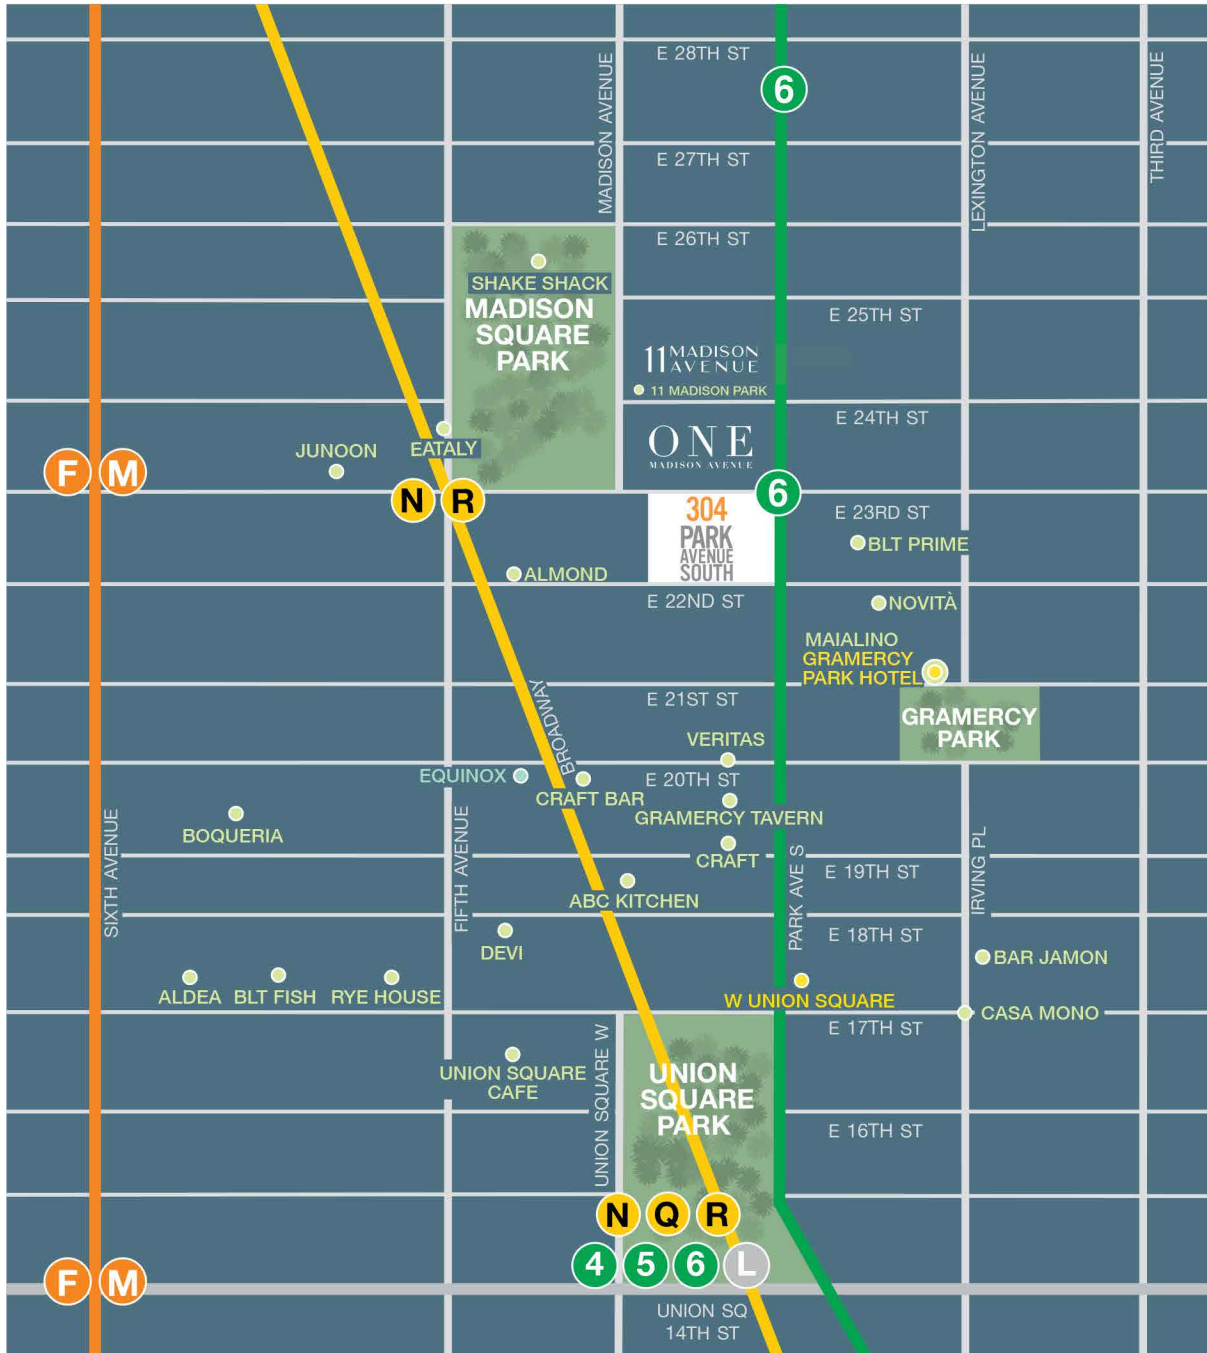 E 28TH ST
6
MADISON AVENUE
LEXINGTON AVENUE
THIRD AVENUE
E 27TH ST
E 26TH ST
SHAKE SHACK
MADISON
SQUARE
PARK
E 25TH ST
11 MADISON
AVENUE
11 MADISON PARK
E 24TH ST
JUNOON
EATALY
ONE
MADISON AVENUE
F M
N R
6
304
PARK
AVENUE
SOUTH
E 23RD ST
BLT PRIME
ALMOND
E 22ND ST
NOVITÀ
MAIALINO
GRAMERCY
PARK HOTEL
E 21ST ST
GRAMERCY
PARK
BROADWAY
VERITAS
EQUINOX
E 20TH ST
CRAFT BAR
GRAMERCY TAVERN
BOQUERIA
SIXTH AVENUE
FIFTH AVENUE
CRAFT
PARK AVE S
E 19TH ST
IRVING PL
ABC KITCHEN
E 18TH ST
DEVI
BAR JAMON
ALDEA
BLT FISH
RYE HOUSE
W UNION SQUARE
CASA MONO
E 17TH ST
UNION SQUARE
CAFE
UNION SQUARE W
UNION
SQUARE
PARK
E 16TH ST
N Q R
4 5 6 L
F M
UNION SQ
14TH ST